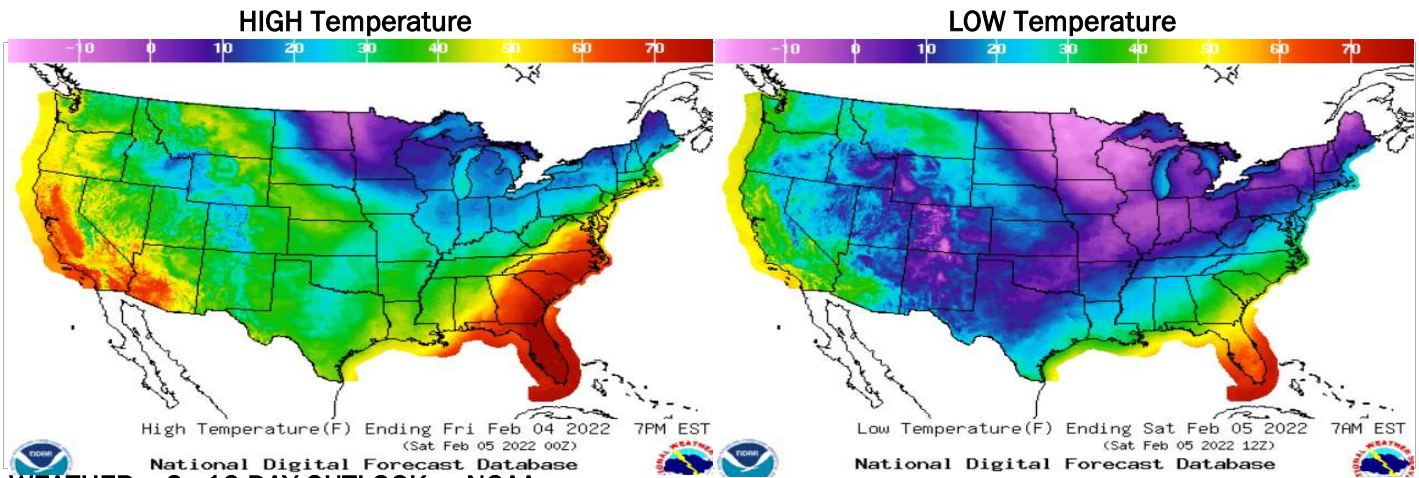 HIGH Temperature
LOW Temperature
-10 0 10 20 30 40 50 60 70
-10 0 10 20 30 40 50 60 70
High Temperature(F) Ending Fri Feb 04 2022 7PM EST
(Sat Feb 05 2022 00Z)
National Digital Forecast Database
Low Temperature(F) Ending Sat Feb 05 2022 7AM EST
(Sat Feb 05 2022 12Z)
National Digital Forecast Database
NOAA
NOAA